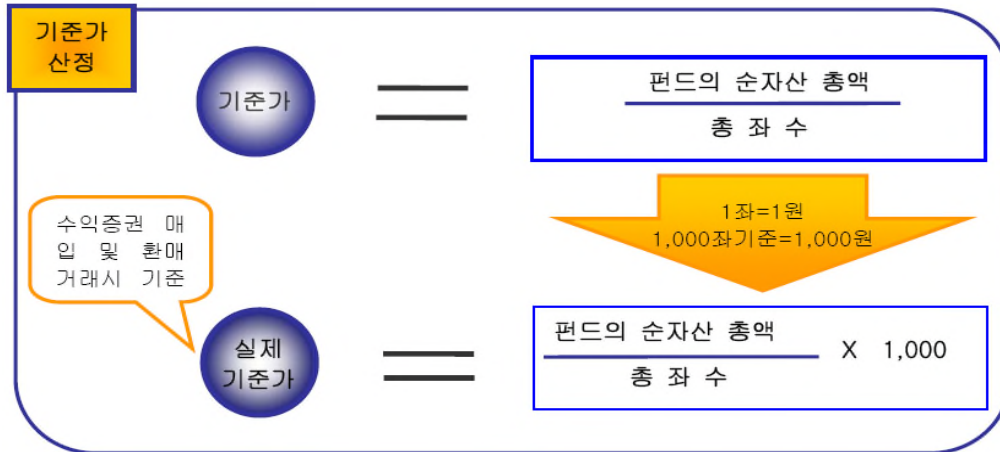 기준가
산정
기준가
펀드의 순자산 총액
총 좌 수
1좌=1원
1,000좌기준=1,000원
수익증권 매
입 및 환매
거래시 기준
실제
기준가
펀드의 순자산 총액
총 좌 수
X 1,000